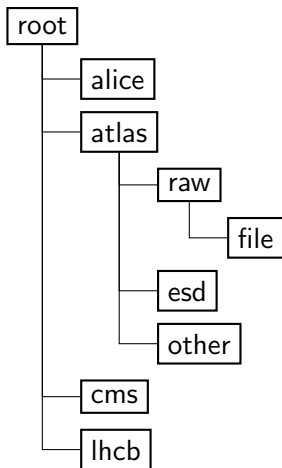 root
alice
atlas
raw
file
esd
other
cms
lhcb